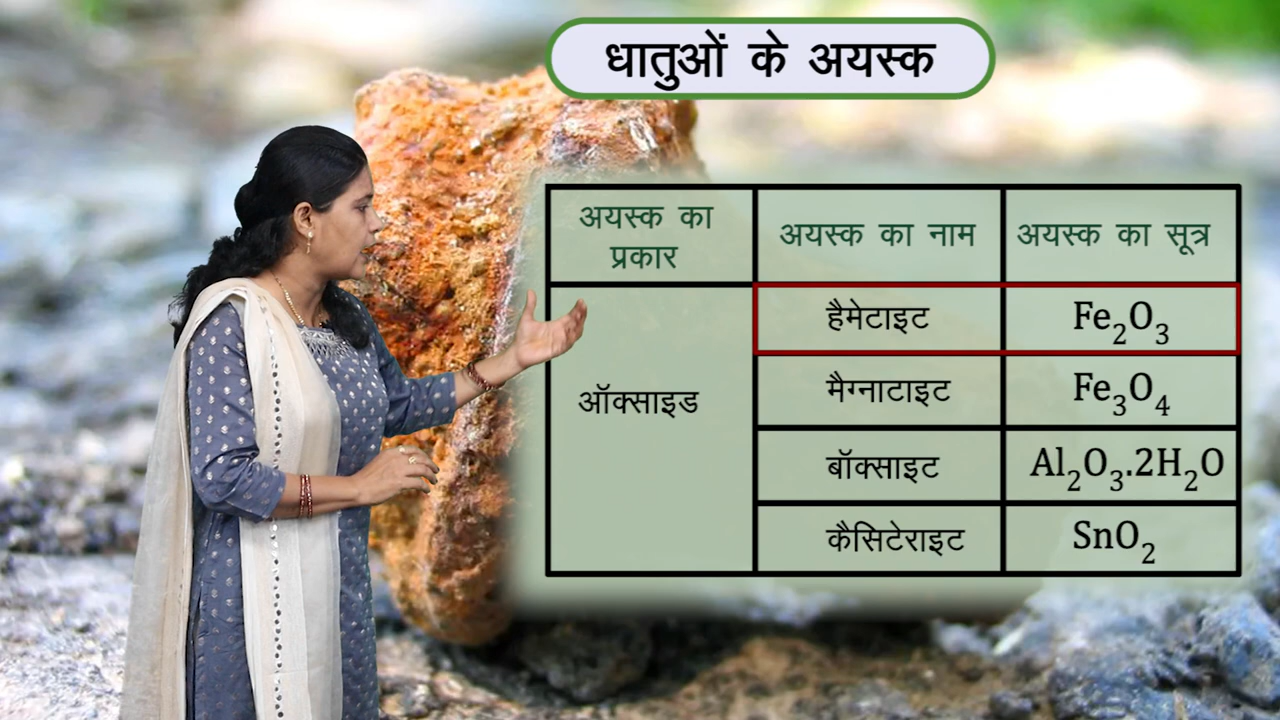 धातुओं के अयस्क
अयस्क का प्रकार
अयस्क का नाम
अयस्क का सूत्र
ऑक्साइड
हैमेटाइट
Fe₂O₃
मैग्नाटाइट
Fe₃O₄
बॉक्साइट
Al₂O₃.2H₂O
कैसिटेराइट
SnO₂